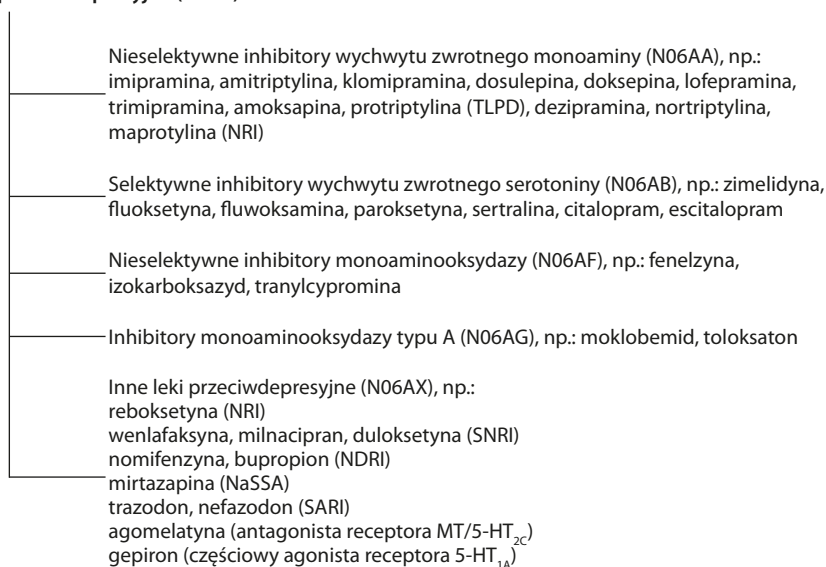 Nieselektywne inhibitory wychwytu zwrotnego monoaminy (N06AA), np.:
imipramina, amitriptylina, klomipramina, dosulepina, doksepina, lofepramina,
trimipramina, amoksapina, protriptylina (TLPD), dezipramina, nortriptylina,
maprotylina (NRI)
Selektywne inhibitory wychwytu zwrotnego serotoniny (N06AB), np.: zimelidyna,
fluoksetyna, fluwoksamina, paroksetyna, sertralina, citalopram, escitalopram
Nieselektywne inhibitory monoaminooksydazy (N06AF), np.: fenelzyna,
izokarboksazyd, tranylcypromina
Inhibitory monoaminooksydazy typu A (N06AG), np.: moklobemid, toloksaton
Inne leki przeciwdepresyjne (N06AX), np.:
reboksetyna (NRI)
wenlafaksyna, milnacipran, duloksetyna (SNRI)
nomifenzyna, bupropion (NDRI)
mirtazapina (NaSSA)
trazodon, nefazodon (SARI)
agomelatyna (antagonista receptora MT/5-HT2C)
gepiron (częściowy agonista receptora 5-HT1A)